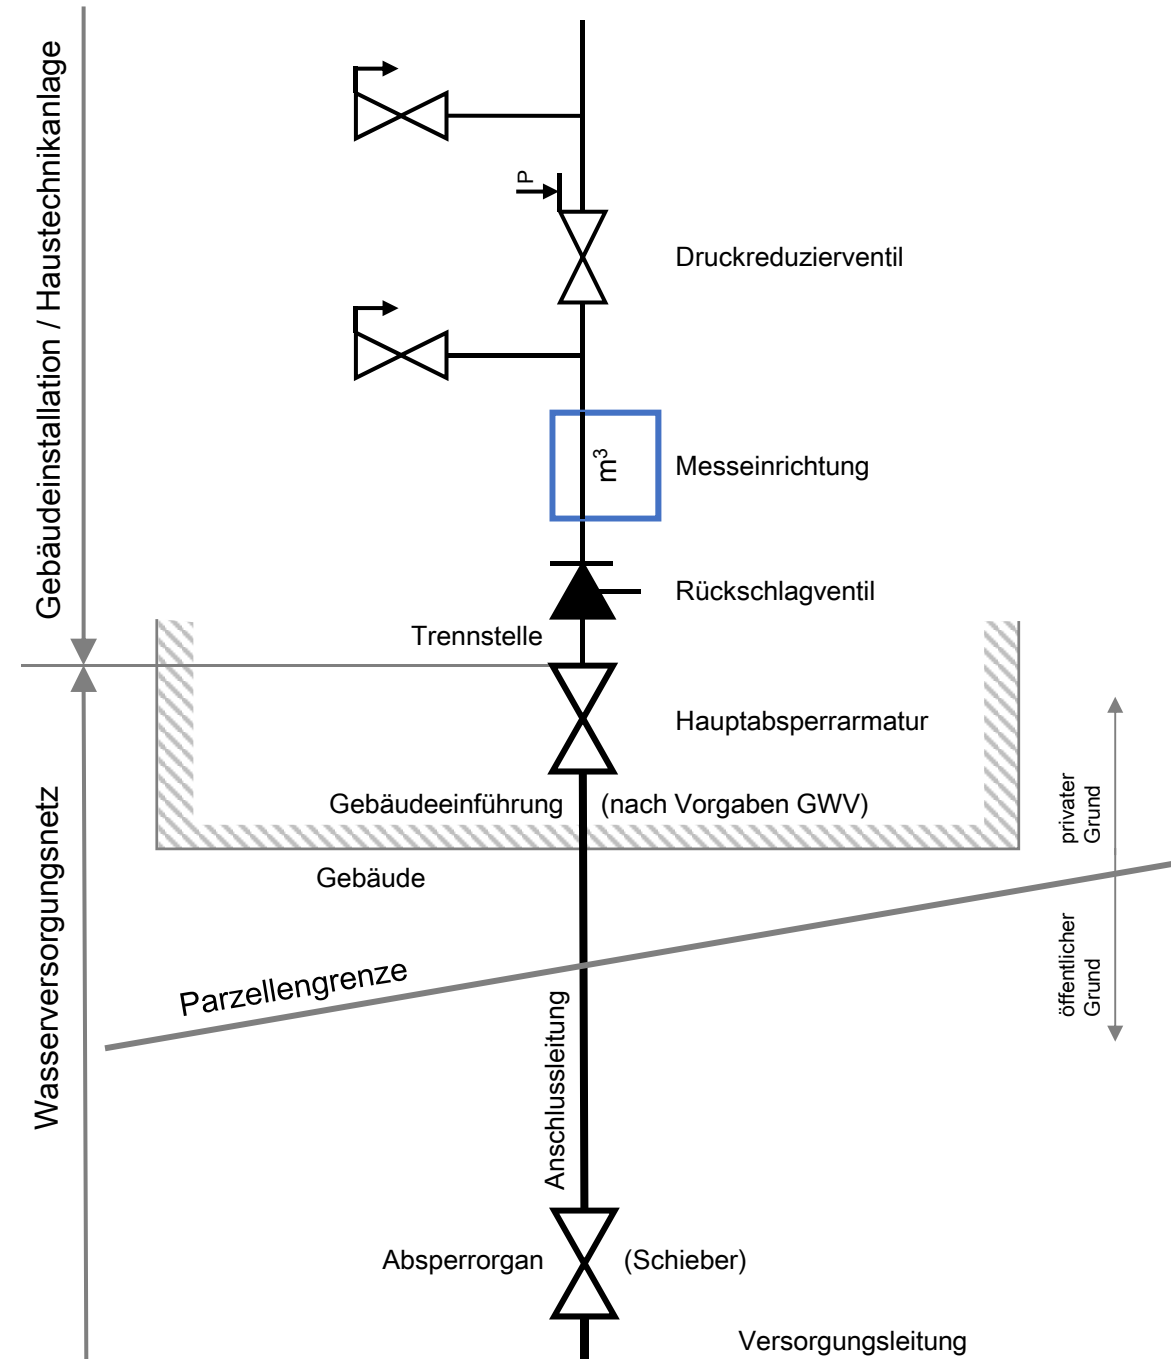 Gebäudeinstallation / Haustechnikanlage
P
Druckreduzierventil
m³
Messeinrichtung
Rückschlagventil
Trennstelle
Hauptabsperrarmatur
Gebäudeeinführung (nach Vorgaben GWV)
Gebäude
privater
Grund
öffentlicher
Grund
Parzellengrenze
Wasserversorgungsnetz
Anschlussleitung
Absperrorgan (Schieber)
Versorgungsleitung